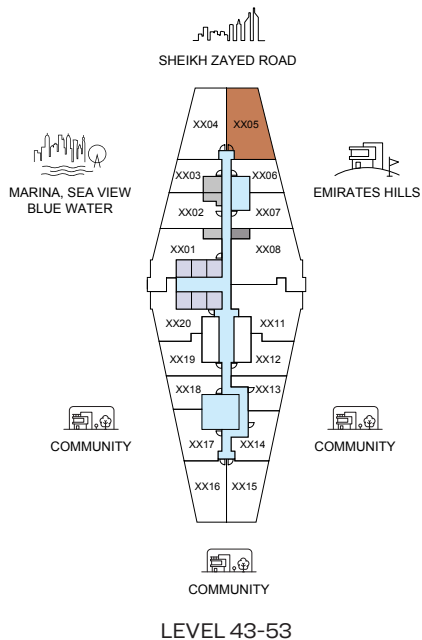 SHEIKH ZAYED ROAD
XX04
XX05
MARINA, SEA VIEW
BLUE WATER
EMIRATES HILLS
XX03
XX06
XX02
XX07
XX01
XX08
XX20
XX11
XX19
XX12
XX18
XX13
COMMUNITY
COMMUNITY
XX17
XX14
XX16
XX15
COMMUNITY
LEVEL 43-53